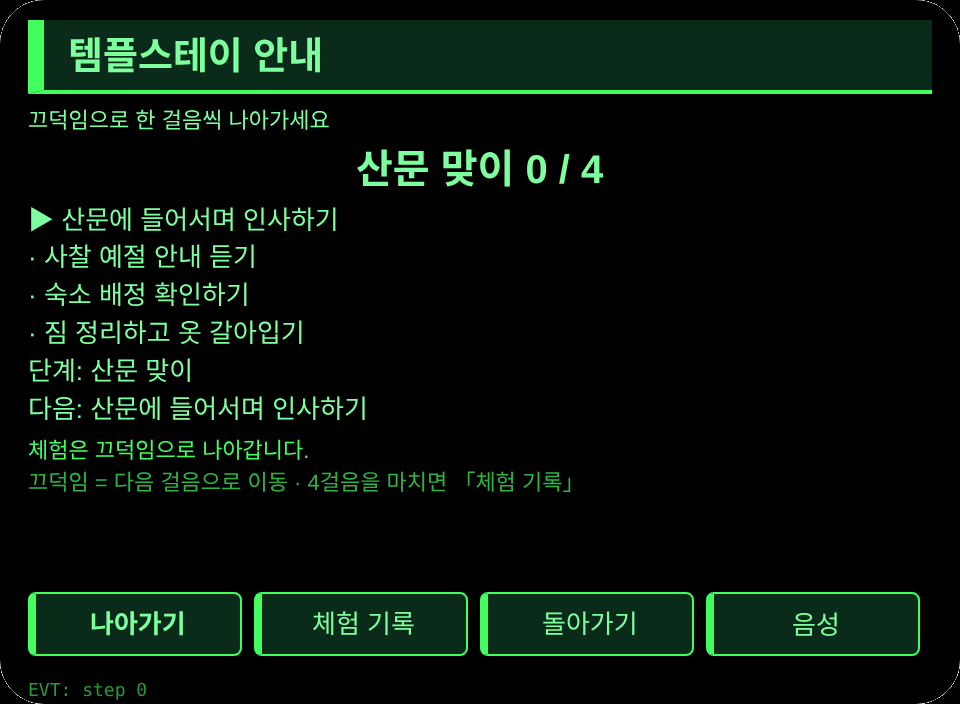 템플스테이 안내
끄덕임으로 한 걸음씩 나아가세요
산문 맞이 0 / 4
▶ 산문에 들어서며 인사하기
· 사찰 예절 안내 듣기
· 숙소 배정 확인하기
· 짐 정리하고 옷 갈아입기
단계: 산문 맞이
다음: 산문에 들어서며 인사하기
체험은 끄덕임으로 나아갑니다.
끄덕임 = 다음 걸음으로 이동 · 4걸음을 마치면 「체험 기록」
나아가기 체험 기록 돌아가기 음성
EVT: step 0